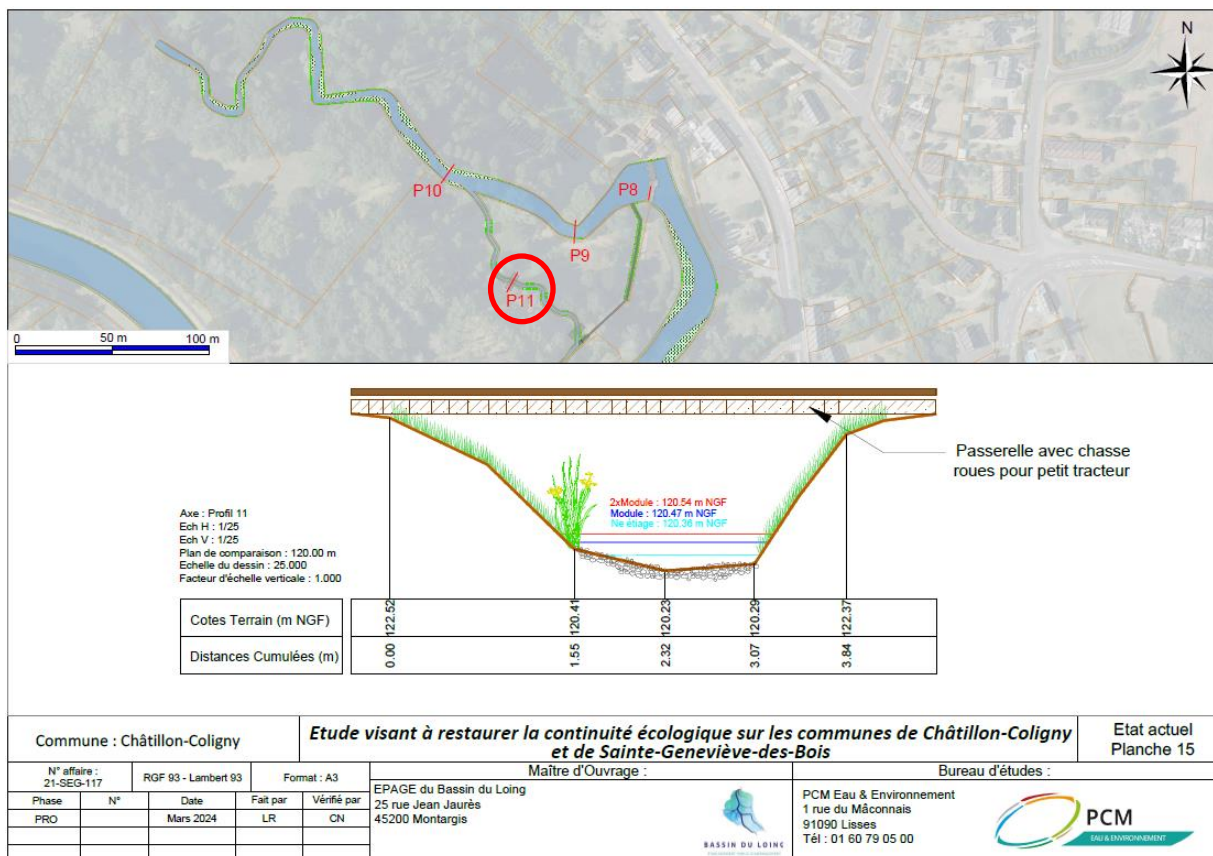 N
P10
P8
P9
P11
0 50 m 100 m
Passerelle avec chasse
roues pour petit tracteur
2xModule : 120.54 m NGF
Module : 120.47 m NGF
Ne étiage : 120.36 m NGF
Axe : Profil 11
Ech H : 1/25
Ech V : 1/25
Plan de comparaison : 120.00 m
Echelle du dessin : 25.000
Facteur d'échelle verticale : 1.000
Cotes Terrain (m NGF) 122.52 120.41 120.23 120.29 122.37
Distances Cumulées (m) 0.00 1.55 2.32 3.07 3.84
Commune : Châtillon-Coligny
Etude visant à restaurer la continuité écologique sur les communes de Châtillon-Coligny
et de Sainte-Geneviève-des-Bois
Etat actuel
Planche 15
N° affaire :
21-SEG-117
RGF 93 - Lambert 93
Format : A3
Phase N° Date Fait par Vérifié par
PRO Mars 2024 LR CN
Maître d'Ouvrage :
EPAGE du Bassin du Loing
25 rue Jean Jaurès
45200 Montargis
BASSIN DU LOING
Bureau d'études :
PCM Eau & Environnement
1 rue du Mâconnais
91090 Lisses
Tél : 01 60 79 05 00
PCM
EAU & ENVIRONNEMENT